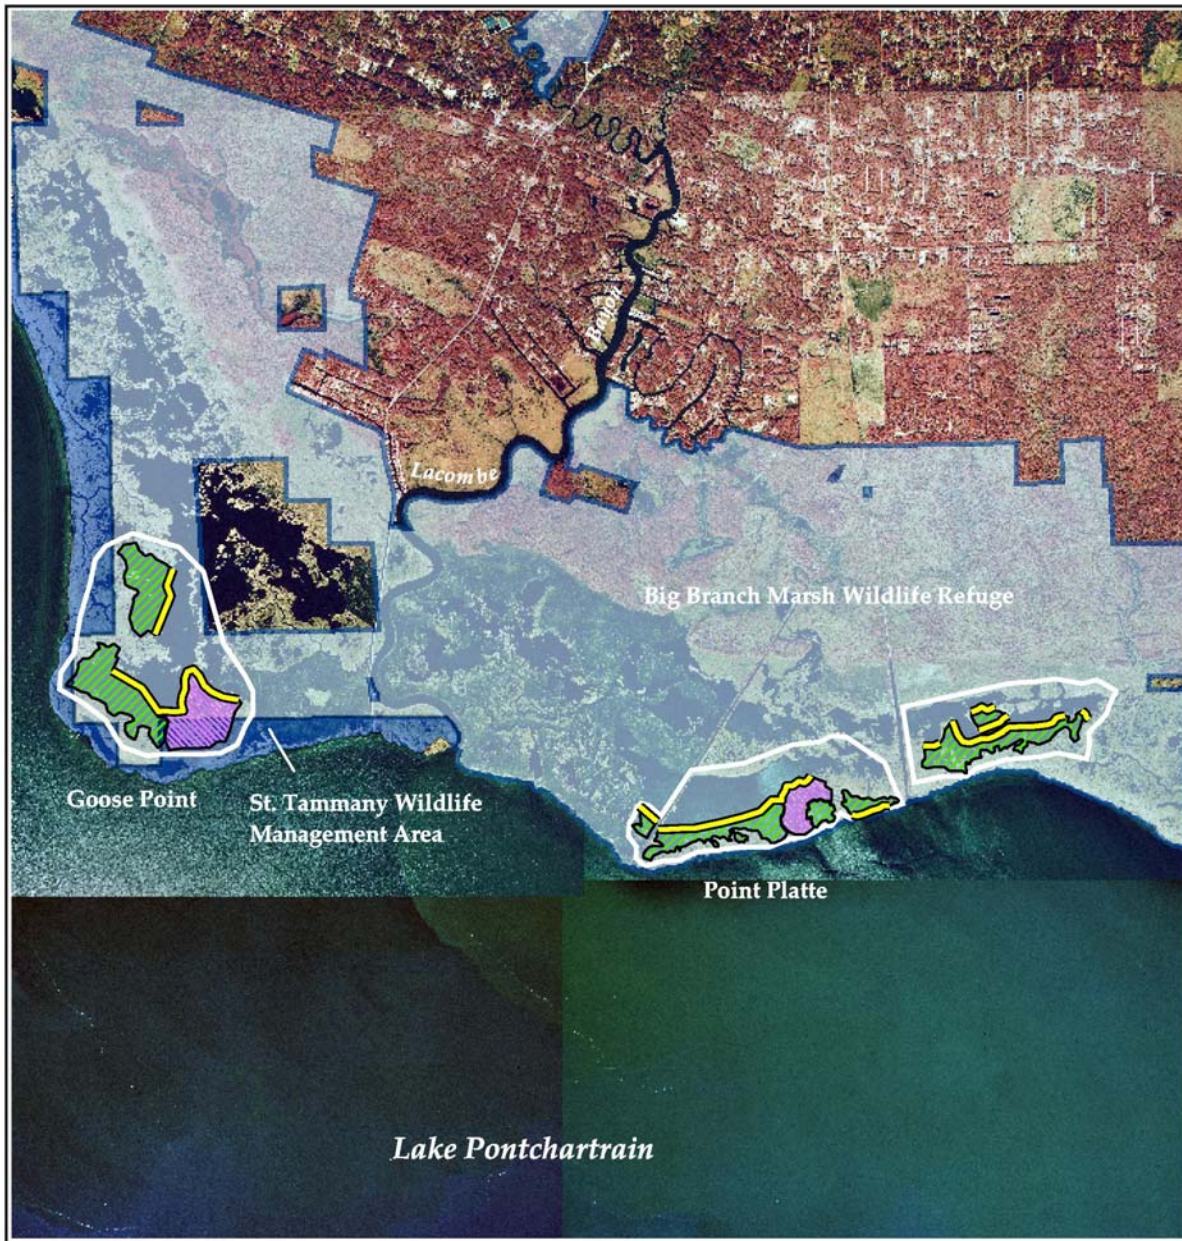 Bayou
Lacombe
Big Branch Marsh Wildlife Refuge
Goose Point
St. Tammany Wildlife
Management Area
Point Platte
Lake Pontchartrain